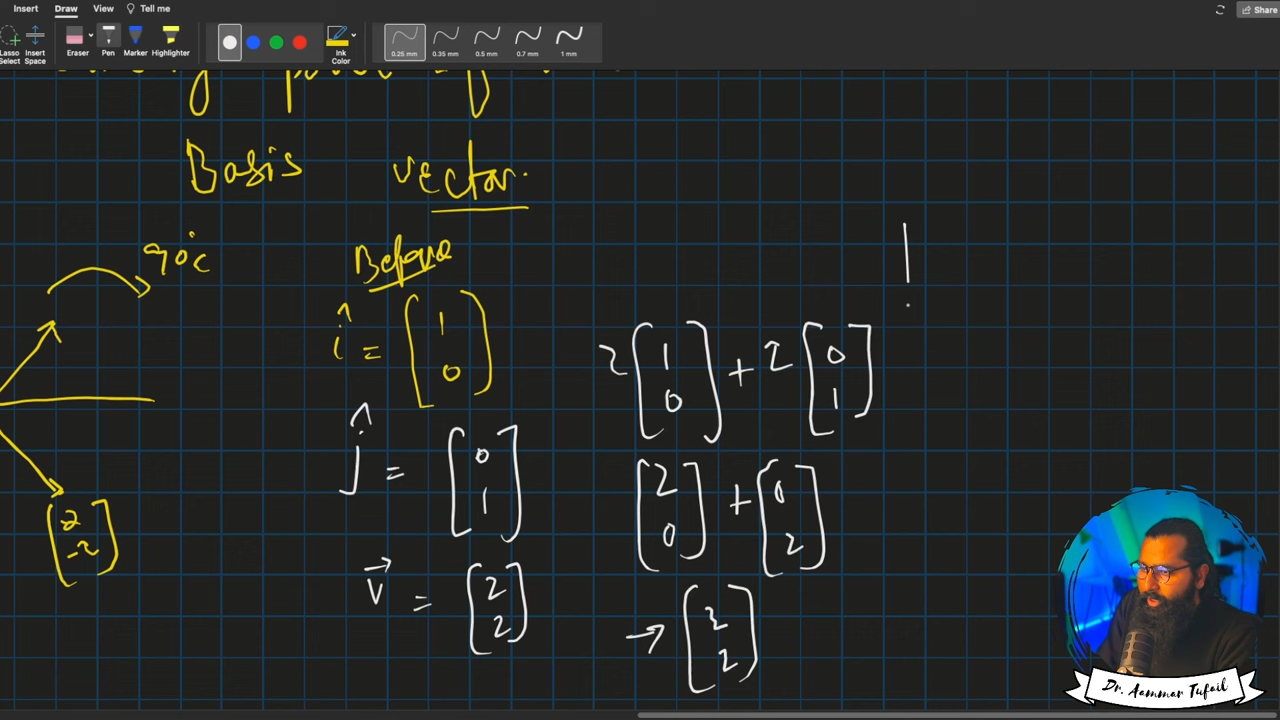 Insert Draw View Tell me
Share
Lasso Select
Insert Space
Eraser
Pen
Marker
Highlighter
Ink Color
0.25 mm
0.35 mm
0.5 mm
0.7 mm
1 mm
Basis vector.
90c
Before
î = [1 0]
2 [1 0] + 2 [0 1]
ĵ = [0 1]
[2 0] + [0 2]
[2 -2]
v⃗ = [2 2]
→ [2 2]
Dr. Aammar Tufail